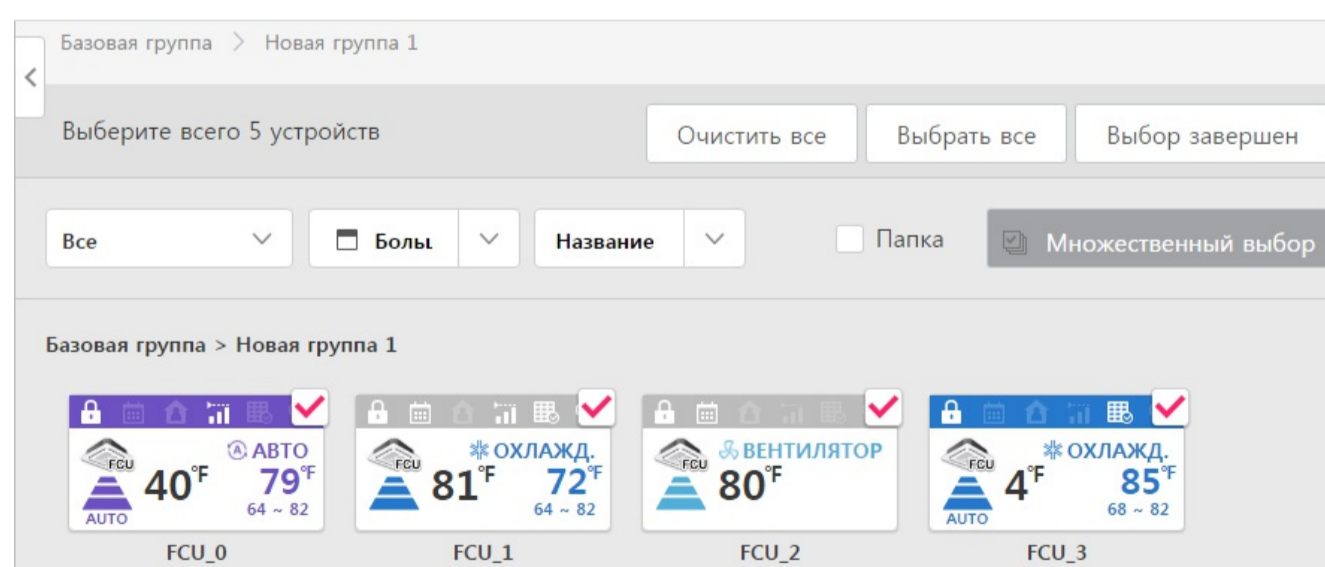 Базовая группа > Новая группа 1
Выберите всего 5 устройств
Очистить все
Выбрать все
Выбор завершен
Все
Больш
Название
Папка
Множественный выбор
Базовая группа > Новая группа 1
FCU
40°F
AUTO
АВТО
79°F
64 ~ 82
FCU_0
FCU
81°F
ОХЛАЖД.
72°F
64 ~ 82
FCU_1
FCU
80°F
ВЕНТИЛЯТОР
FCU_2
FCU
4°F
AUTO
ОХЛАЖД.
85°F
68 ~ 82
FCU_3